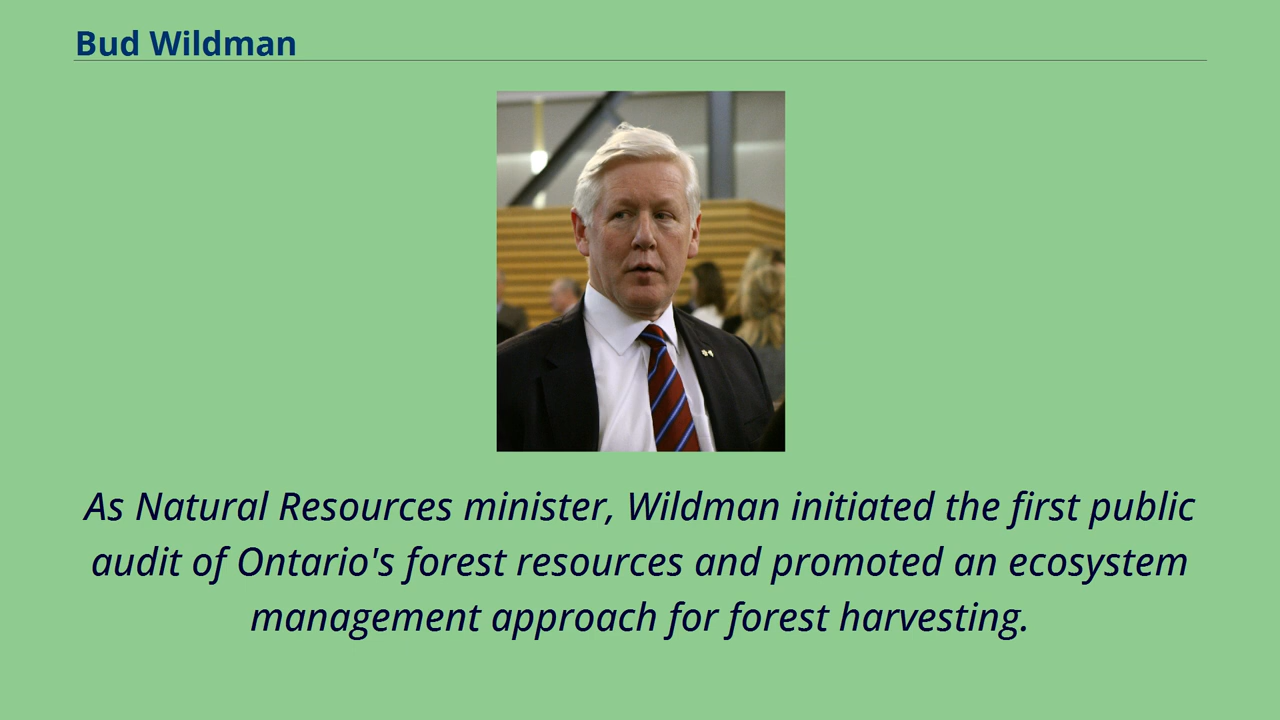 Bud Wildman
As Natural Resources minister, Wildman initiated the first public
audit of Ontario's forest resources and promoted an ecosystem
management approach for forest harvesting.